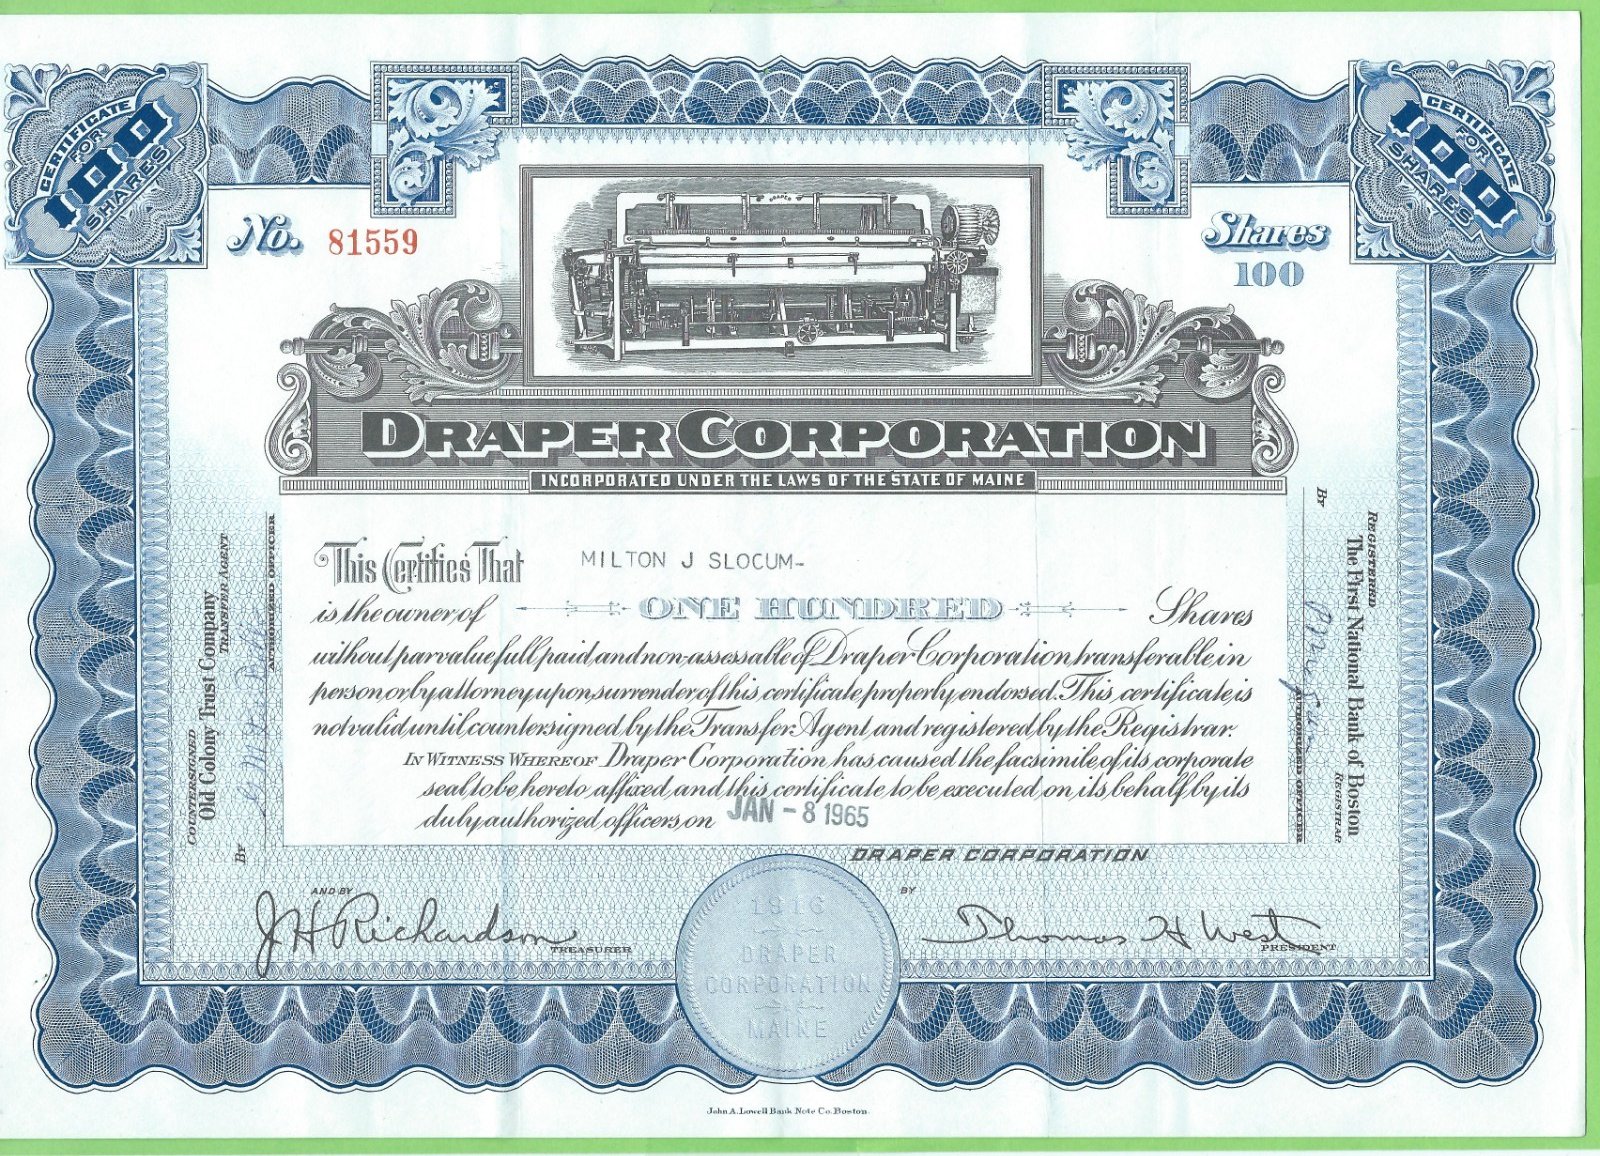 CERTIFICATE
FOR
100
SHARES
CERTIFICATE
FOR
100
SHARES
No. 81559
Shares
100
DRAPER
DRAPER CORPORATION
INCORPORATED UNDER THE LAWS OF THE STATE OF MAINE
This Certifies That MILTON J SLOCUM-
is the owner of ONE HUNDRED Shares
without par value full paid and non-assessable of Draper Corporation transferable in
person or by attorney upon surrender of this certificate properly endorsed. This certificate is
not valid until countersigned by the Transfer Agent and registered by the Registrar.
IN WITNESS WHEREOF Draper Corporation has caused the facsimile of its corporate
seal to be hereto affixed and this certificate to be executed on its behalf by its
duly authorized officers, on JAN - 8 1965
COUNTERSIGNED
Old Colony Trust Company
TRANSFER AGENT
BY
AUTHORIZED OFFICER
REGISTERED
The First National Bank of Boston
REGISTRAR
BY
AUTHORIZED OFFICER
DRAPER CORPORATION
AND BY
J H Richardson
TREASURER
BY
Thomas H West
PRESIDENT
1916
DRAPER
CORPORATION
MAINE
John A. Lowell Bank Note Co. Boston.